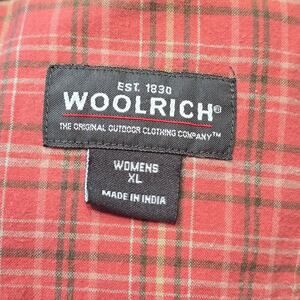 EST. 1830
WOOLRICH®
THE ORIGINAL OUTDOOR CLOTHING COMPANY™
WOMENS
XL
MADE IN INDIA